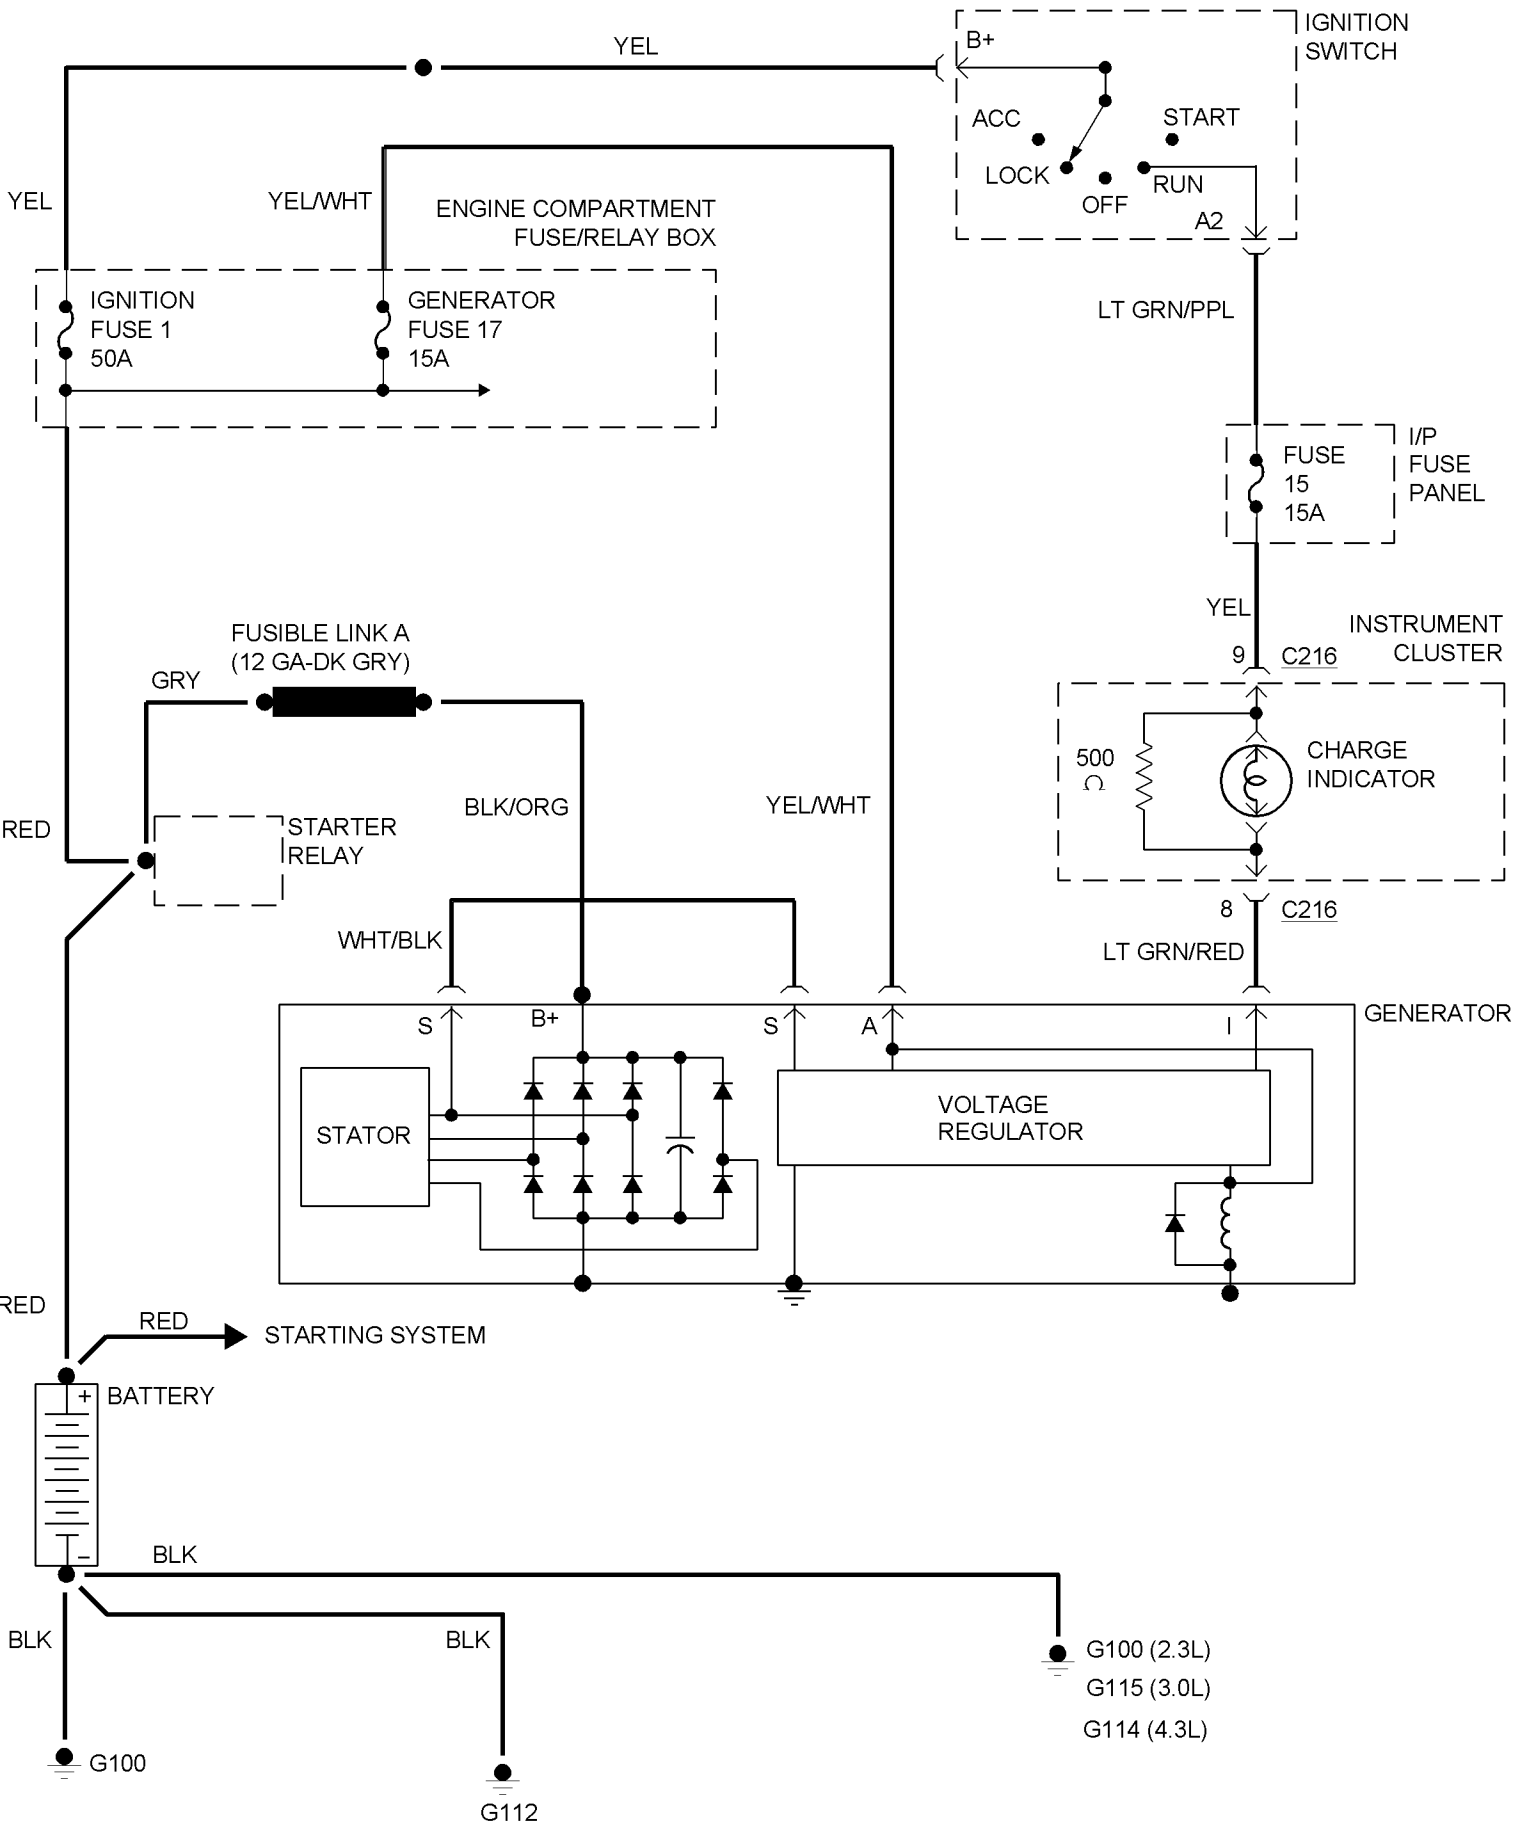 IGNITION
SWITCH
B+
YEL
ACC
START
LOCK
RUN
OFF
A2
YEL
YEL/WHT
ENGINE COMPARTMENT
FUSE/RELAY BOX
IGNITION
FUSE 1
50A
GENERATOR
FUSE 17
15A
LT GRN/PPL
I/P
FUSE
PANEL
FUSE
15
15A
YEL
INSTRUMENT
CLUSTER
9
C216
FUSIBLE LINK A
(12 GA-DK GRY)
GRY
500
Ω
CHARGE
INDICATOR
BLK/ORG
YEL/WHT
RED
STARTER
RELAY
8
C216
WHT/BLK
LT GRN/RED
GENERATOR
S
B+
S
A
I
STATOR
VOLTAGE
REGULATOR
RED
RED
STARTING SYSTEM
+
BATTERY
−
BLK
BLK
BLK
G100 (2.3L)
G115 (3.0L)
G114 (4.3L)
G100
G112